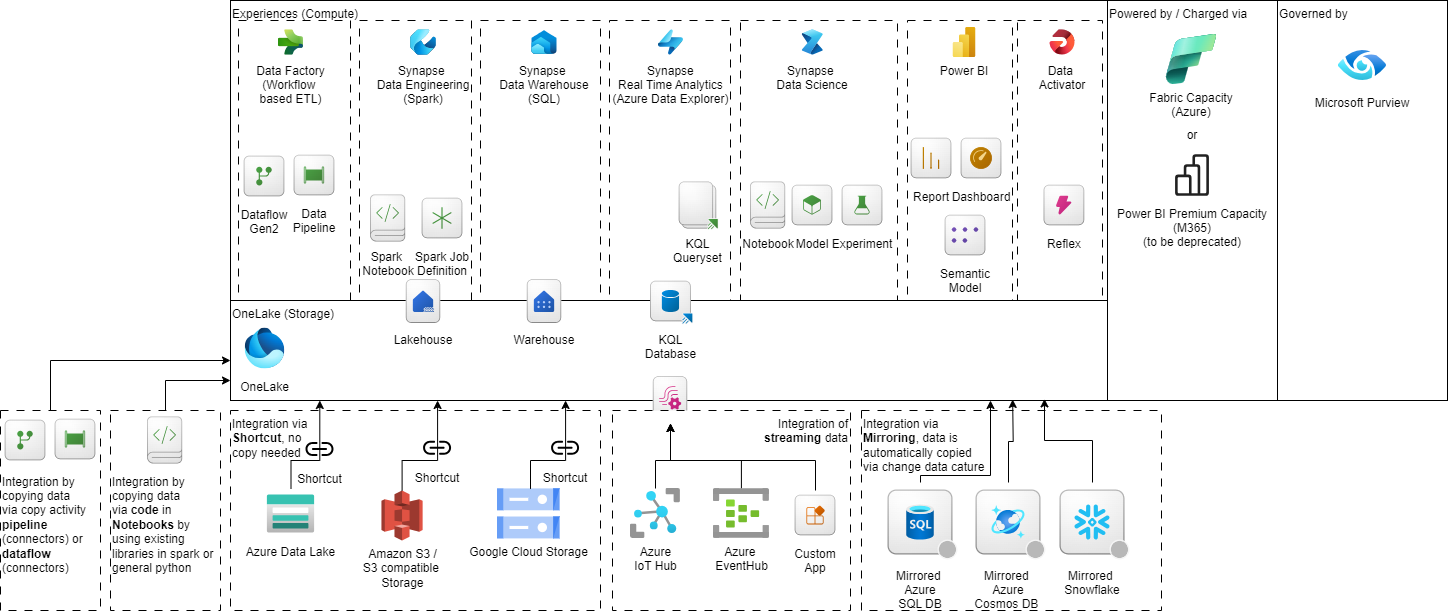 Experiences (Compute)
Data Factory
(Workflow
based ETL)
Dataflow
Gen2
Data
Pipeline
Synapse
Data Engineering
(Spark)
Spark
Notebook
Spark Job
Definition
Synapse
Data Warehouse
(SQL)
Synapse
Real Time Analytics
(Azure Data Explorer)
KQL
Queryset
Synapse
Data Science
Notebook
Model
Experiment
Power BI
Report
Dashboard
Semantic
Model
Data
Activator
Reflex
Powered by / Charged via
Fabric Capacity
(Azure)
or
Power BI Premium Capacity
(M365)
(to be deprecated)
Governed by
Microsoft Purview
OneLake (Storage)
OneLake
Lakehouse
Warehouse
KQL
Database
Integration by
copying data
via copy activity
pipeline
(connectors) or
dataflow
(connectors)
Integration by
copying data
via code in
Notebooks by
using existing
libraries in spark or
general python
Integration via
Shortcut, no
copy needed
Shortcut
Azure Data Lake
Shortcut
Amazon S3 /
S3 compatible
Storage
Shortcut
Google Cloud Storage
Integration of
streaming data
Azure
IoT Hub
Azure
EventHub
Custom
App
Integration via
Mirroring, data is
automatically copied
via change data cature
SQL
Mirrored
Azure
SQL DB
Mirrored
Azure
Cosmos DB
Mirrored
Snowflake